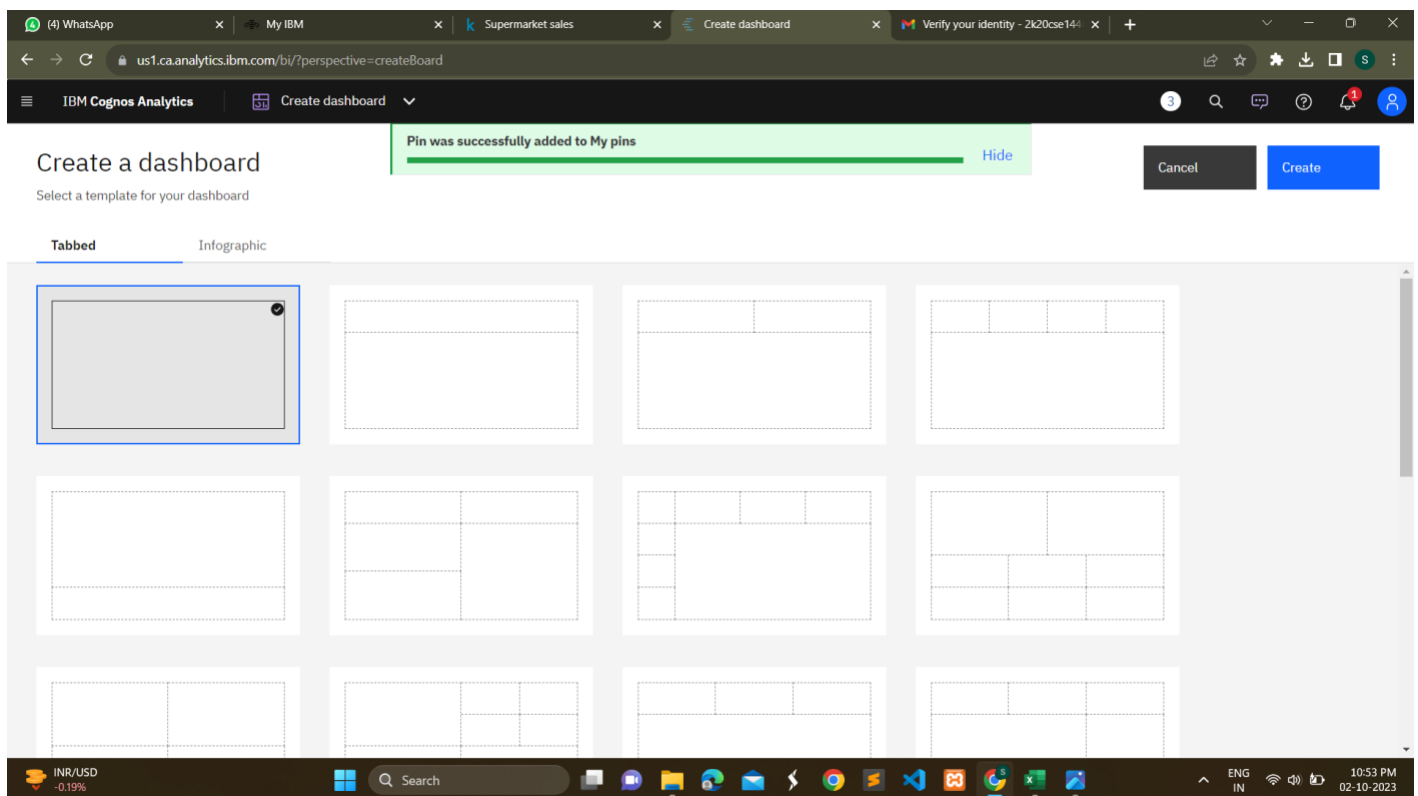 (4) WhatsApp
My IBM
k Supermarket sales
Create dashboard
Verify your identity - 2k20cse144
us1.ca.analytics.ibm.com/bi/?perspective=createBoard
IBM Cognos Analytics
Create dashboard
3
1
S
Pin was successfully added to My pins
Hide
Create a dashboard
Select a template for your dashboard
Cancel
Create
Tabbed
Infographic
INR/USD
-0.19%
Search
ENG
IN
10:53 PM
02-10-2023